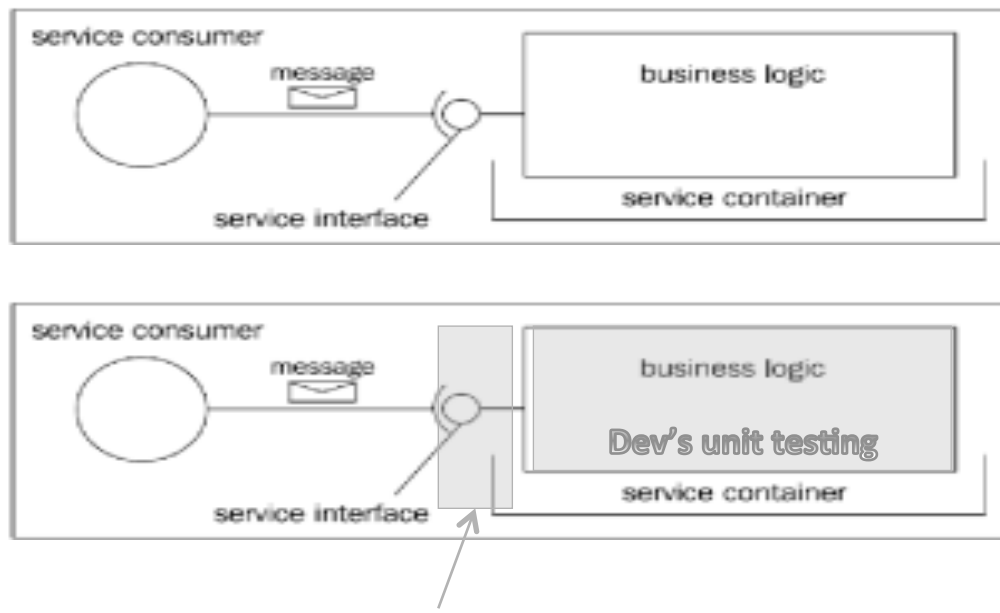 service consumer
message
business logic
service container
service interface
service consumer
message
business logic
Dev's unit testing
service container
service interface